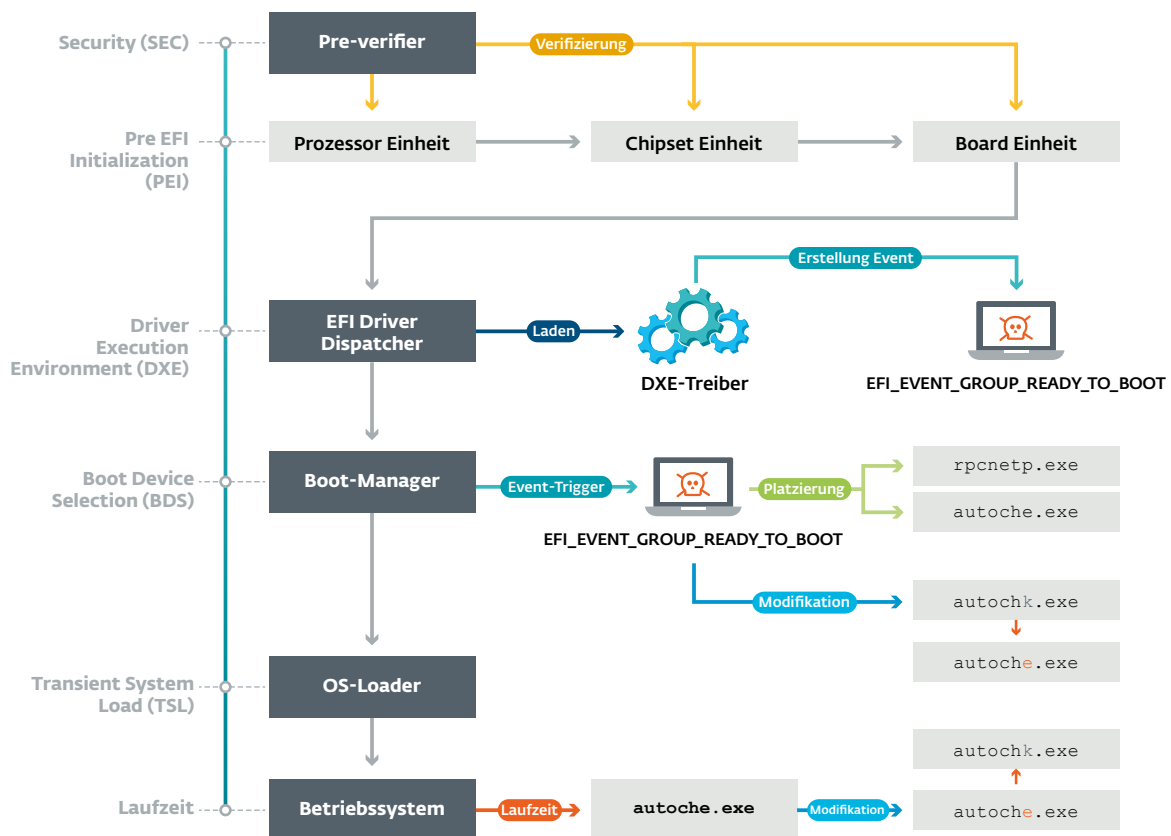 Security (SEC)
Pre-verifier
Verifizierung
Pre EFI
Initialization
(PEI)
Prozessor Einheit
Chipset Einheit
Board Einheit
Erstellung Event
Driver
Execution
Environment (DXE)
EFI Driver
Dispatcher
Laden
DXE-Treiber
EFI_EVENT_GROUP_READY_TO_BOOT
Boot Device
Selection (BDS)
Boot-Manager
Event-Trigger
EFI_EVENT_GROUP_READY_TO_BOOT
Platzierung
rpcnetp.exe
autoche.exe
Modifikation
autochk.exe
autoche.exe
Transient System
Load (TSL)
OS-Loader
Laufzeit
Betriebssystem
Laufzeit
autoche.exe
Modifikation
autochk.exe
autoche.exe